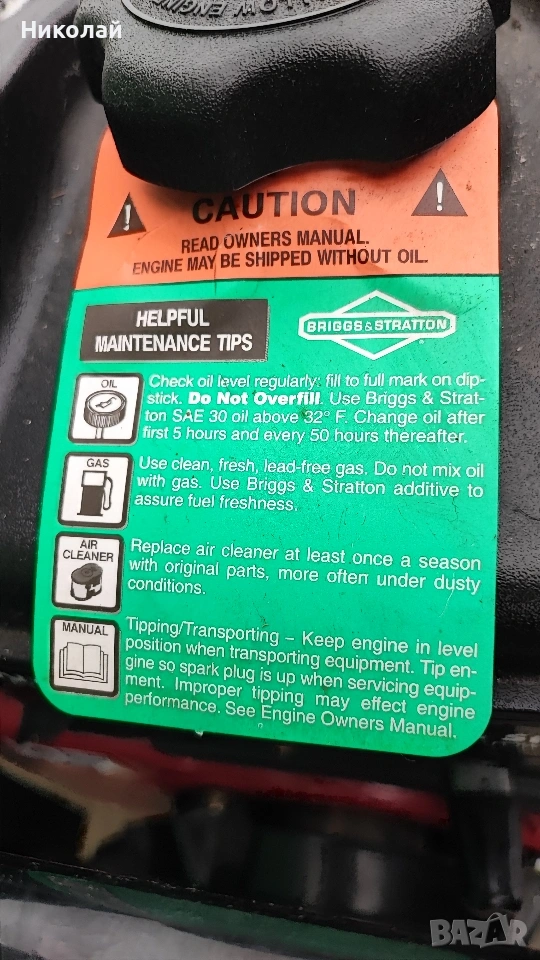 Николай
LOW ENGINE
CAUTION
READ OWNERS MANUAL.
ENGINE MAY BE SHIPPED WITHOUT OIL.
HELPFUL
MAINTENANCE TIPS
BRIGGS&STRATTON
OIL
Check oil level regularly: fill to full mark on dip-
stick. Do Not Overfill. Use Briggs & Strat-
ton SAE 30 oil above 32° F. Change oil after
first 5 hours and every 50 hours thereafter.
GAS
Use clean, fresh, lead-free gas. Do not mix oil
with gas. Use Briggs & Stratton additive to
assure fuel freshness.
AIR
CLEANER
Replace air cleaner at least once a season
with original parts, more often under dusty
conditions.
MANUAL
Tipping/Transporting – Keep engine in level
position when transporting equipment. Tip en-
gine so spark plug is up when servicing equip-
ment. Improper tipping may effect engine
performance. See Engine Owners Manual.
BAZAR